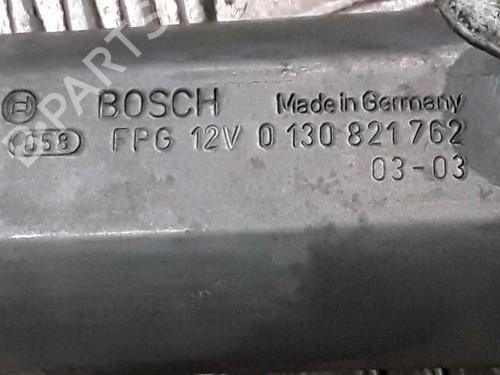 BOSCH Made in Germany
058 FPG 12V 0 130 821 762
03-03